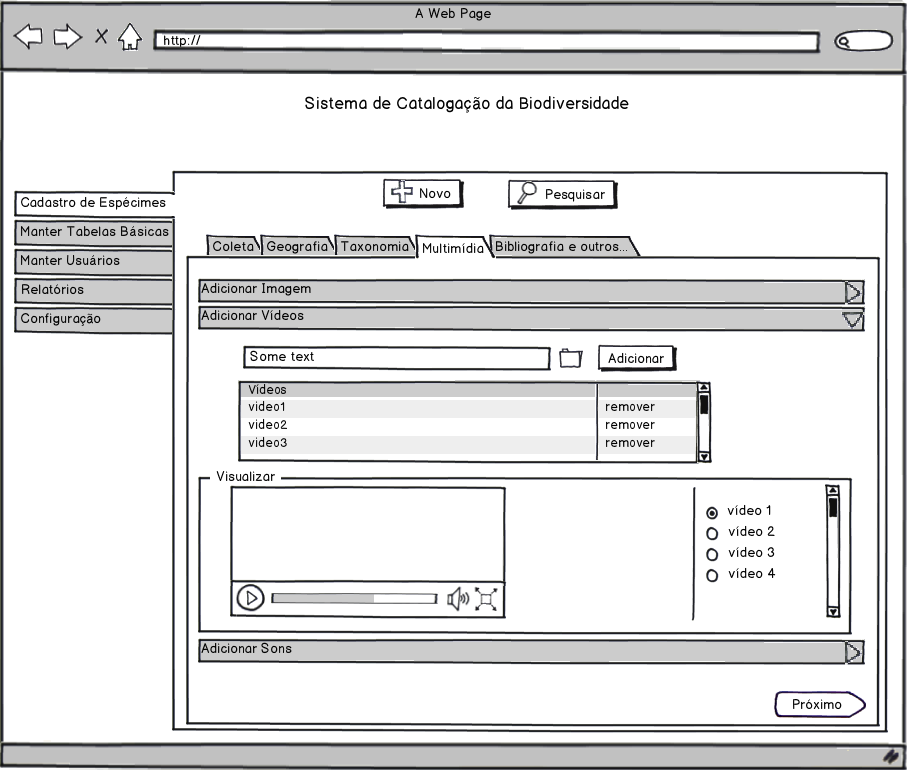 A Web Page
http://
Sistema de Catalogação da Biodiversidade
Novo
Pesquisar
Cadastro de Espécimes
Manter Tabelas Básicas
Manter Usuários
Relatórios
Configuração
Coleta
Geografia
Taxonomia
Multimídia
Bibliografia e outros...
Adicionar Imagem
Adicionar Vídeos
Some text
Adicionar
Vídeos
video1 remover
video2 remover
video3 remover
Visualizar
vídeo 1
vídeo 2
vídeo 3
vídeo 4
Adicionar Sons
Próximo